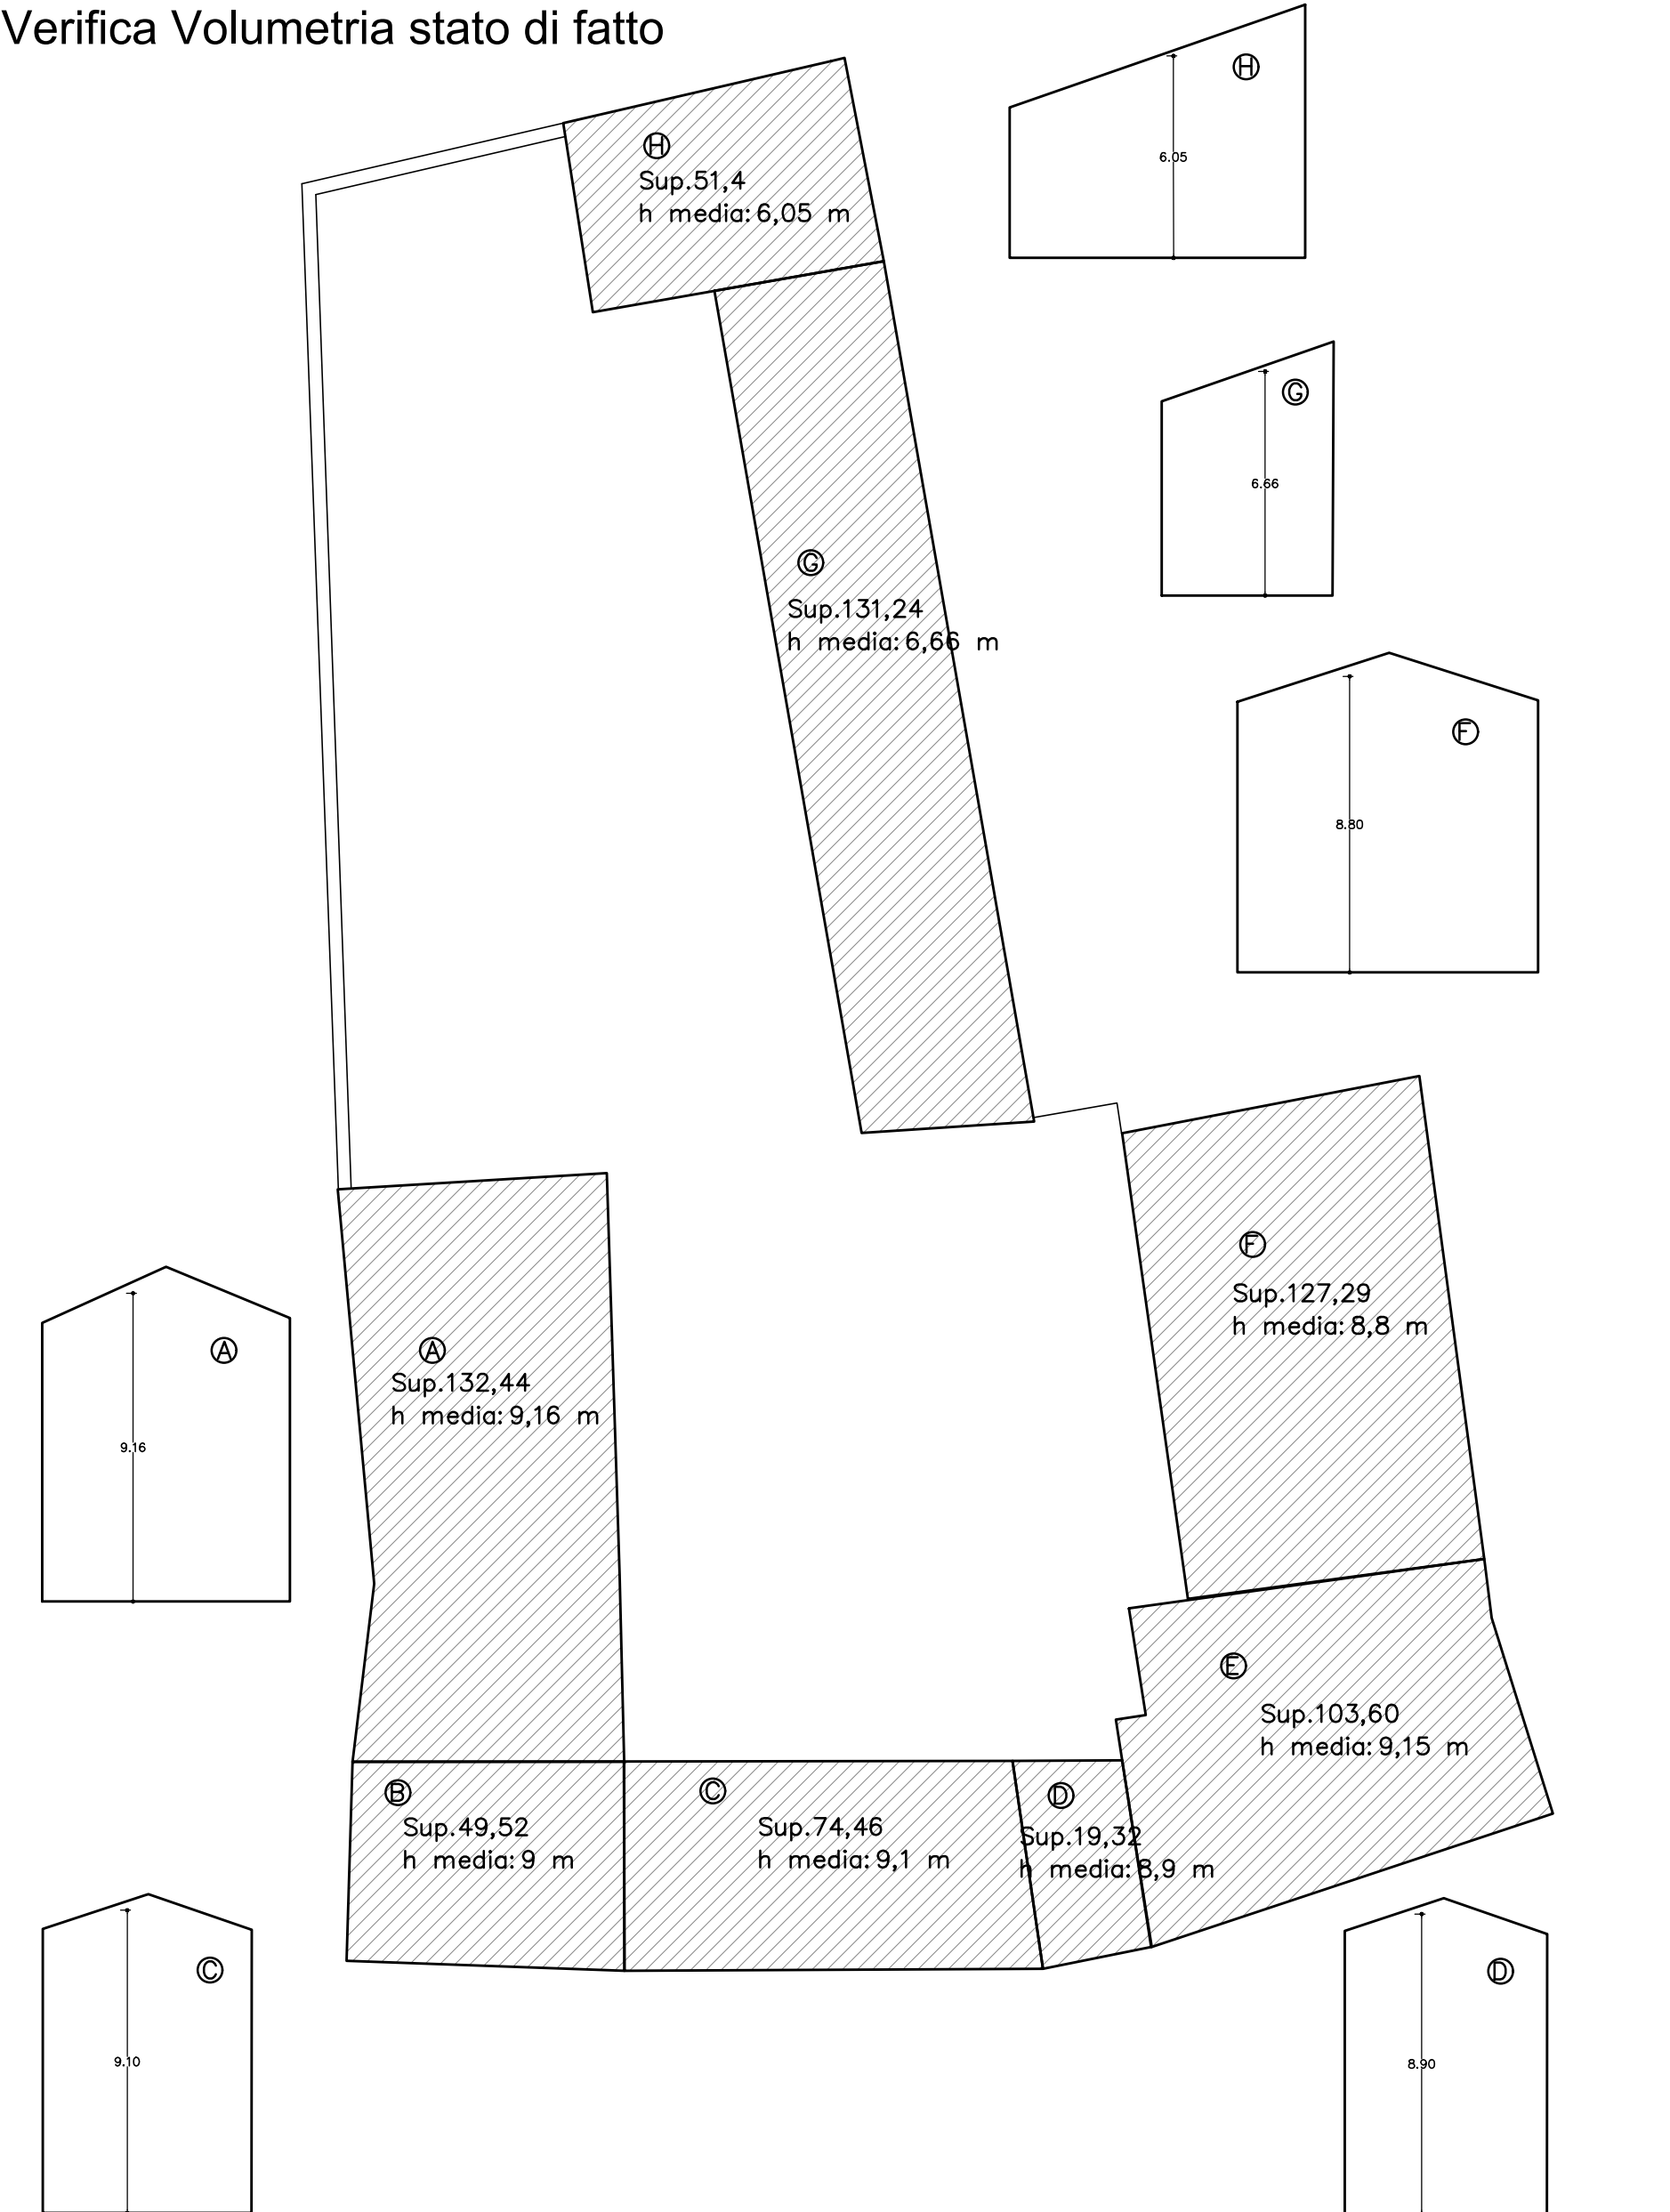 Verifica Volumetria stato di fatto
H
6.05
H
Sup.51,4
h media: 6,05 m
G
6.66
G
Sup.131,24
h media: 6,66 m
F
8.80
F
Sup.127,29
h media: 8,8 m
A
9.16
A
Sup.132,44
h media: 9,16 m
E
Sup.103,60
h media: 9,15 m
B
Sup.49,52
h media: 9 m
C
Sup.74,46
h media: 9,1 m
D
Sup.19,32
h media: 8,9 m
C
9.10
D
8.90